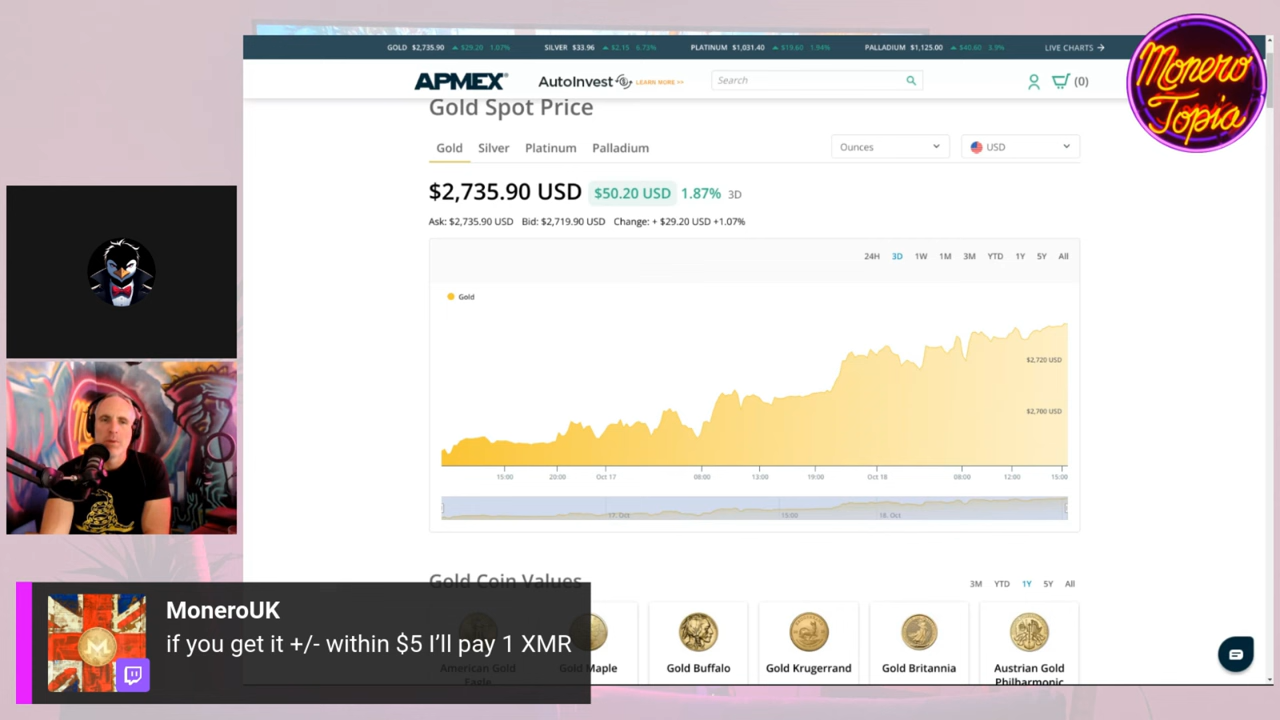 GOLD $2,735.90 ▲ $29.20 1.07% SILVER $33.96 ▲ $2.15 6.73% PLATINUM $1,031.40 ▲ $19.60 1.94% PALLADIUM $1,125.00 ▲ $40.60 3.9% LIVE CHARTS →
Monero
Topia
APMEX® AutoInvest LEARN MORE >> Search (0)
Gold Spot Price
Gold Silver Platinum Palladium Ounces USD
$2,735.90 USD $50.20 USD 1.87% 3D
Ask: $2,735.90 USD Bid: $2,719.90 USD Change: + $29.20 USD +1.07%
24H 3D 1W 1M 3M YTD 1Y 5Y All
Gold
$2,720 USD
$2,700 USD
15:00 20:00 Oct 17 08:00 13:00 19:00 Oct 18 08:00 12:00 15:00
17. Oct 15:00 18. Oct
Gold Coin Values 3M YTD 1Y 5Y All
American Gold Eagle
Gold Maple
Gold Buffalo
Gold Krugerrand
Gold Britannia
Austrian Gold
Philharmonic
MoneroUK
if you get it +/- within $5 I'll pay 1 XMR